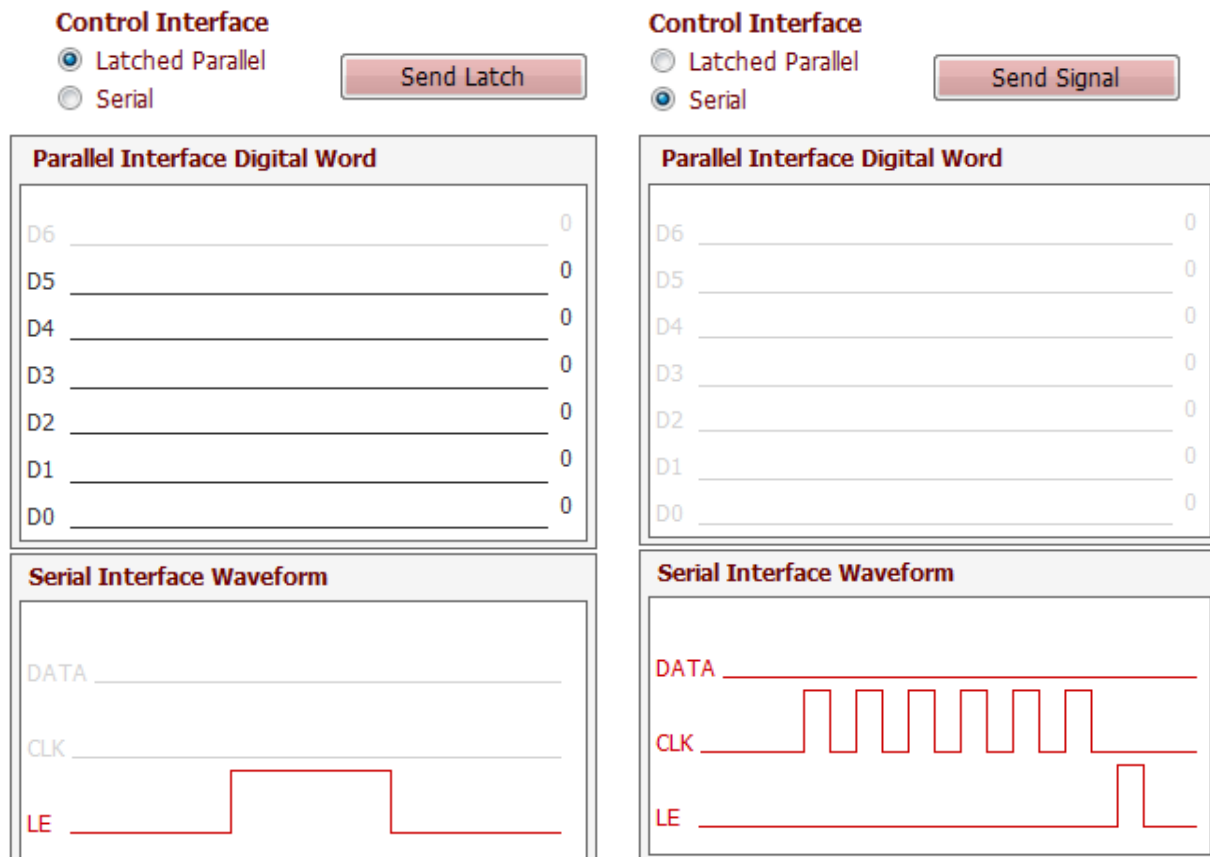 Control Interface
Latched Parallel
Send Latch
Serial
Parallel Interface Digital Word
D6 0
D5 0
D4 0
D3 0
D2 0
D1 0
D0 0
Serial Interface Waveform
DATA
CLK
LE
Control Interface
Latched Parallel
Send Signal
Serial
Parallel Interface Digital Word
D6 0
D5 0
D4 0
D3 0
D2 0
D1 0
D0 0
Serial Interface Waveform
DATA
CLK
LE